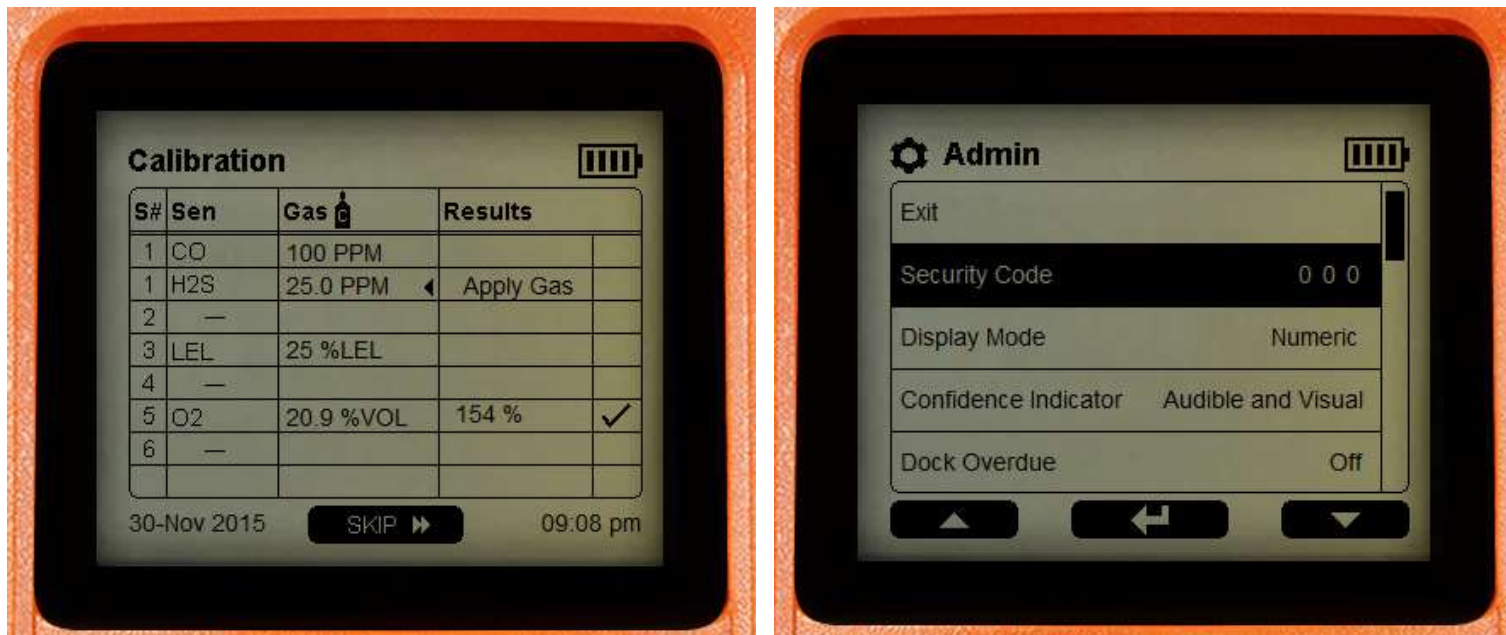 Calibration
S# Sen Gas C Results
1 CO 100 PPM
1 H2S 25.0 PPM Apply Gas
2 —
3 LEL 25 %LEL
4 —
5 O2 20.9 %VOL 154 %
6 —
30-Nov 2015 SKIP 09:08 pm
Admin
Exit
Security Code 0 0 0
Display Mode Numeric
Confidence Indicator Audible and Visual
Dock Overdue Off